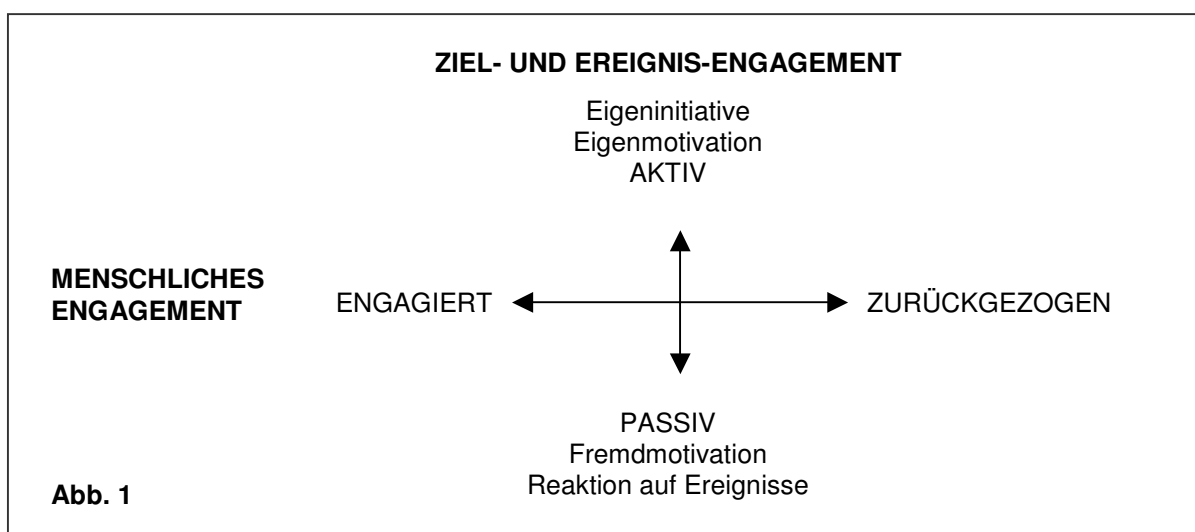 ZIEL- UND EREIGNIS-ENGAGEMENT
Eigeninitiative
Eigenmotivation
AKTIV
MENSCHLICHES
ENGAGEMENT
ENGAGIERT
ZURÜCKGEZOGEN
PASSIV
Fremdmotivation
Reaktion auf Ereignisse
Abb. 1